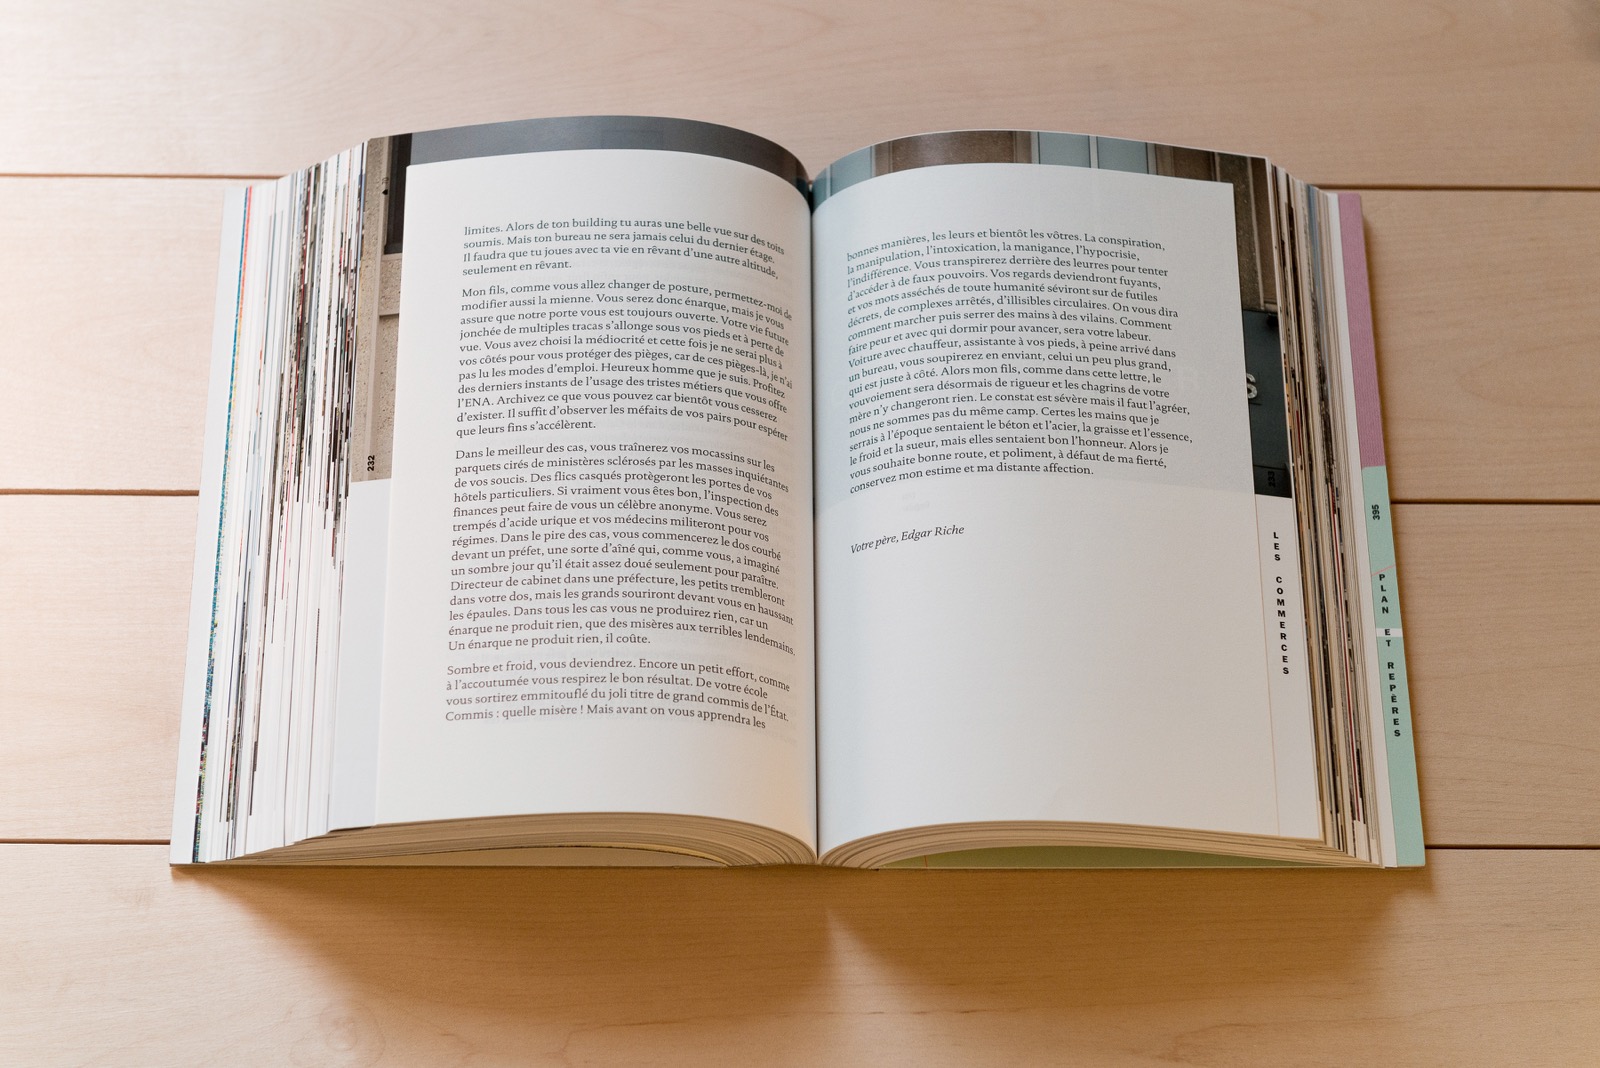 limites. Alors de ton building tu auras une belle vue sur des toits
soumis. Mais ton bureau ne sera jamais celui du dernier étage.
Il faudra que tu joues avec ta vie en rêvant d'une autre altitude,
seulement en rêvant.
Mon fils, comme vous allez changer de posture, permettez-moi de
modifier aussi la mienne. Vous serez donc énarque, mais je vous
assure que notre porte vous est toujours ouverte. Votre vie future
jonchée de multiples tracas s'allonge sous vos pieds et à perte de
vue. Vous avez choisi la médiocrité et cette fois je ne serai plus à
vos côtés pour vous protéger des pièges, car de ces pièges-là, je n'ai
pas lu les modes d'emploi. Heureux homme que je suis. Profitez
des derniers instants de l'usage des tristes métiers que vous offre
l'ENA. Archivez ce que vous pouvez car bientôt vous cesserez
d'exister. Il suffit d'observer les méfaits de vos pairs pour espérer
que leurs fins s'accélèrent.
Dans le meilleur des cas, vous traînerez vos mocassins sur les
parquets cirés de ministères sclérosés par les masses inquiétantes
de vos soucis. Des flics casqués protègeront les portes de vos
hôtels particuliers. Si vraiment vous êtes bon, l'inspection des
finances peut faire de vous un célèbre anonyme. Vous serez
trempés d'acide urique et vos médecins militeront pour vos
régimes. Dans le pire des cas, vous commencerez le dos courbé
devant un préfet, une sorte d'aîné qui, comme vous, a imaginé
un sombre jour qu'il était assez doué seulement pour paraître.
Directeur de cabinet dans une préfecture, les petits trembleront
dans votre dos, mais les grands souriront devant vous en haussant
les épaules. Dans tous les cas vous ne produirez rien, car un
énarque ne produit rien, que des misères aux terribles lendemains.
Un énarque ne produit rien, il coûte.
Sombre et froid, vous deviendrez. Encore un petit effort, comme
à l'accoutumée vous respirez le bon résultat. De votre école
vous sortirez emmitouflé du joli titre de grand commis de l'État.
Commis : quelle misère ! Mais avant on vous apprendra les
232
bonnes manières, les leurs et bientôt les vôtres. La conspiration,
la manipulation, l'intoxication, la manigance, l'hypocrisie,
l'indifférence. Vous transpirerez derrière des leurres pour tenter
d'accéder à de faux pouvoirs. Vos regards deviendront fuyants,
et vos mots asséchés de toute humanité séviront sur de futiles
décrets, de complexes arrêtés, d'illisibles circulaires. On vous dira
comment marcher puis serrer des mains à des vilains. Comment
faire peur et avec qui dormir pour avancer, sera votre labeur.
Voiture avec chauffeur, assistante à vos pieds, à peine arrivé dans
un bureau, vous soupirerez en enviant, celui un peu plus grand,
qui est juste à côté. Alors mon fils, comme dans cette lettre, le
vouvoiement sera désormais de rigueur et les chagrins de votre
mère n'y changeront rien. Le constat est sévère mais il faut l'agréer,
nous ne sommes pas du même camp. Certes les mains que je
serrais à l'époque sentaient le béton et l'acier, la graisse et l'essence,
le froid et la sueur, mais elles sentaient bon l'honneur. Alors je
vous souhaite bonne route, et poliment, à défaut de ma fierté,
conservez mon estime et ma distante affection.
Votre père, Edgar Riche
S
233
LES COMMERCES
395
PLAN ET REPÈRES